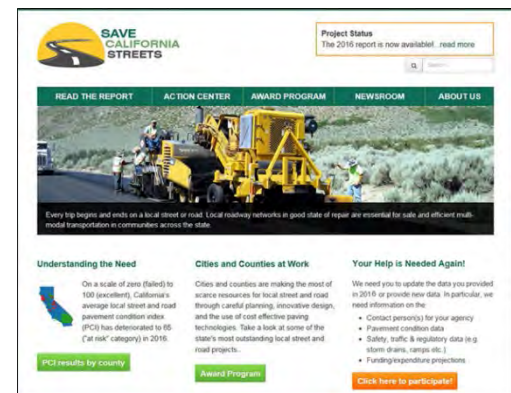 SAVE
CALIFORNIA
STREETS
Project Status
The 2016 report is now available!...read more
Search...
READ THE REPORT ACTION CENTER AWARD PROGRAM NEWSROOM ABOUT US
Every trip begins and ends on a local street or road. Local roadway networks in good state of repair are essential for safe and efficient multi-
modal transportation in communities across the state.
Understanding the Need
On a scale of zero (failed) to
100 (excellent), California's
average local street and road
pavement condition index
(PCI) has deteriorated to 65
("at risk" category) in 2016.
PCI results by county
Cities and Counties at Work
Cities and counties are making the most of
scarce resources for local street and road
through careful planning, innovative design,
and the use of cost effective paving
technologies. Take a look at some of the
state's most outstanding local street and
road projects..
Award Program
Your Help is Needed Again!
We need you to update the data you provided
in 2016 or provide new data. In particular, we
need information on the:
• Contact person(s) for your agency
• Pavement condition data
• Safety, traffic & regulatory data (e.g.
storm drains, ramps etc.)
• Funding/expenditure projections
Click here to participate!